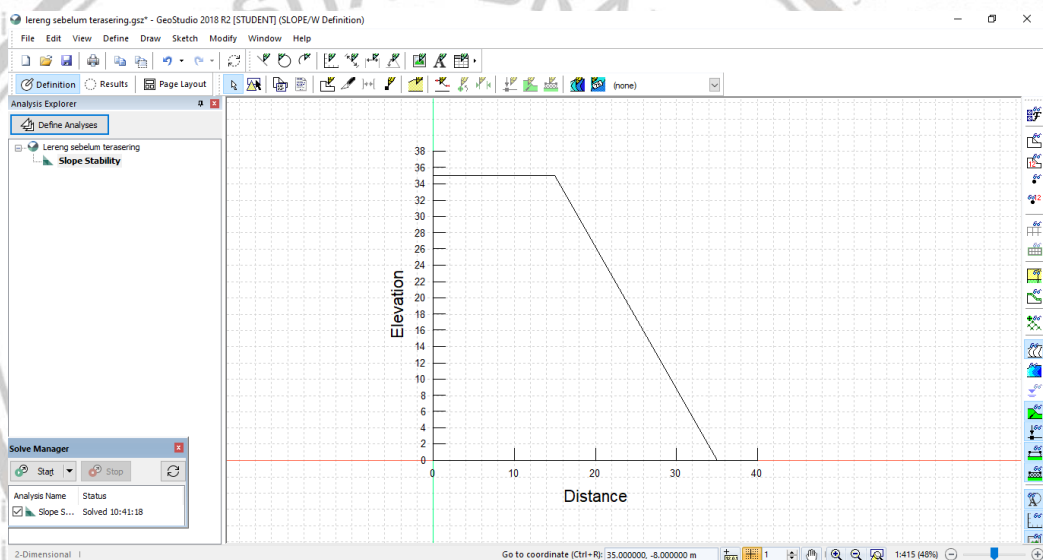 lereng sebelum terasering.gsz* - GeoStudio 2018 R2 [STUDENT] (SLOPE/W Definition)
File Edit View Define Draw Sketch Modify Window Help
Definition Results Page Layout (none)
Analysis Explorer
Define Analyses
Lereng sebelum terasering
Slope Stability
38
36
34
32
30
28
26
24
22
20
18
16
14
12
10
8
6
4
2
0
Elevation
0 10 20 30 40
Distance
Solve Manager
Start Stop
Analysis Name Status
Slope S... Solved 10:41:18
2-Dimensional
Go to coordinate (Ctrl+R): 35.000000, -8.000000 m 1 1:415 (48%)